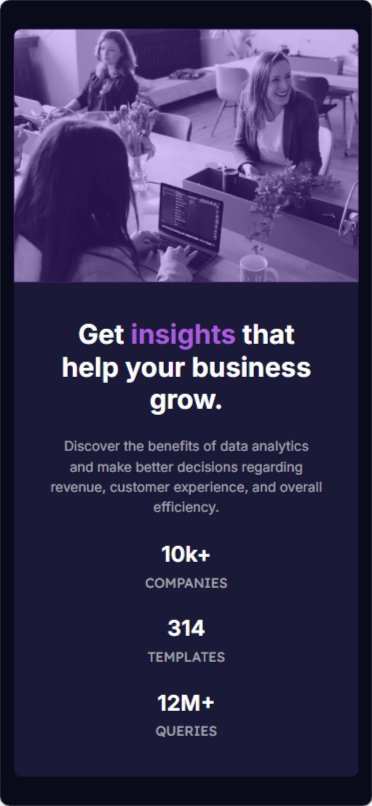 Get insights that
help your business
grow.
Discover the benefits of data analytics
and make better decisions regarding
revenue, customer experience, and overall
efficiency.
10k+
COMPANIES
314
TEMPLATES
12M+
QUERIES